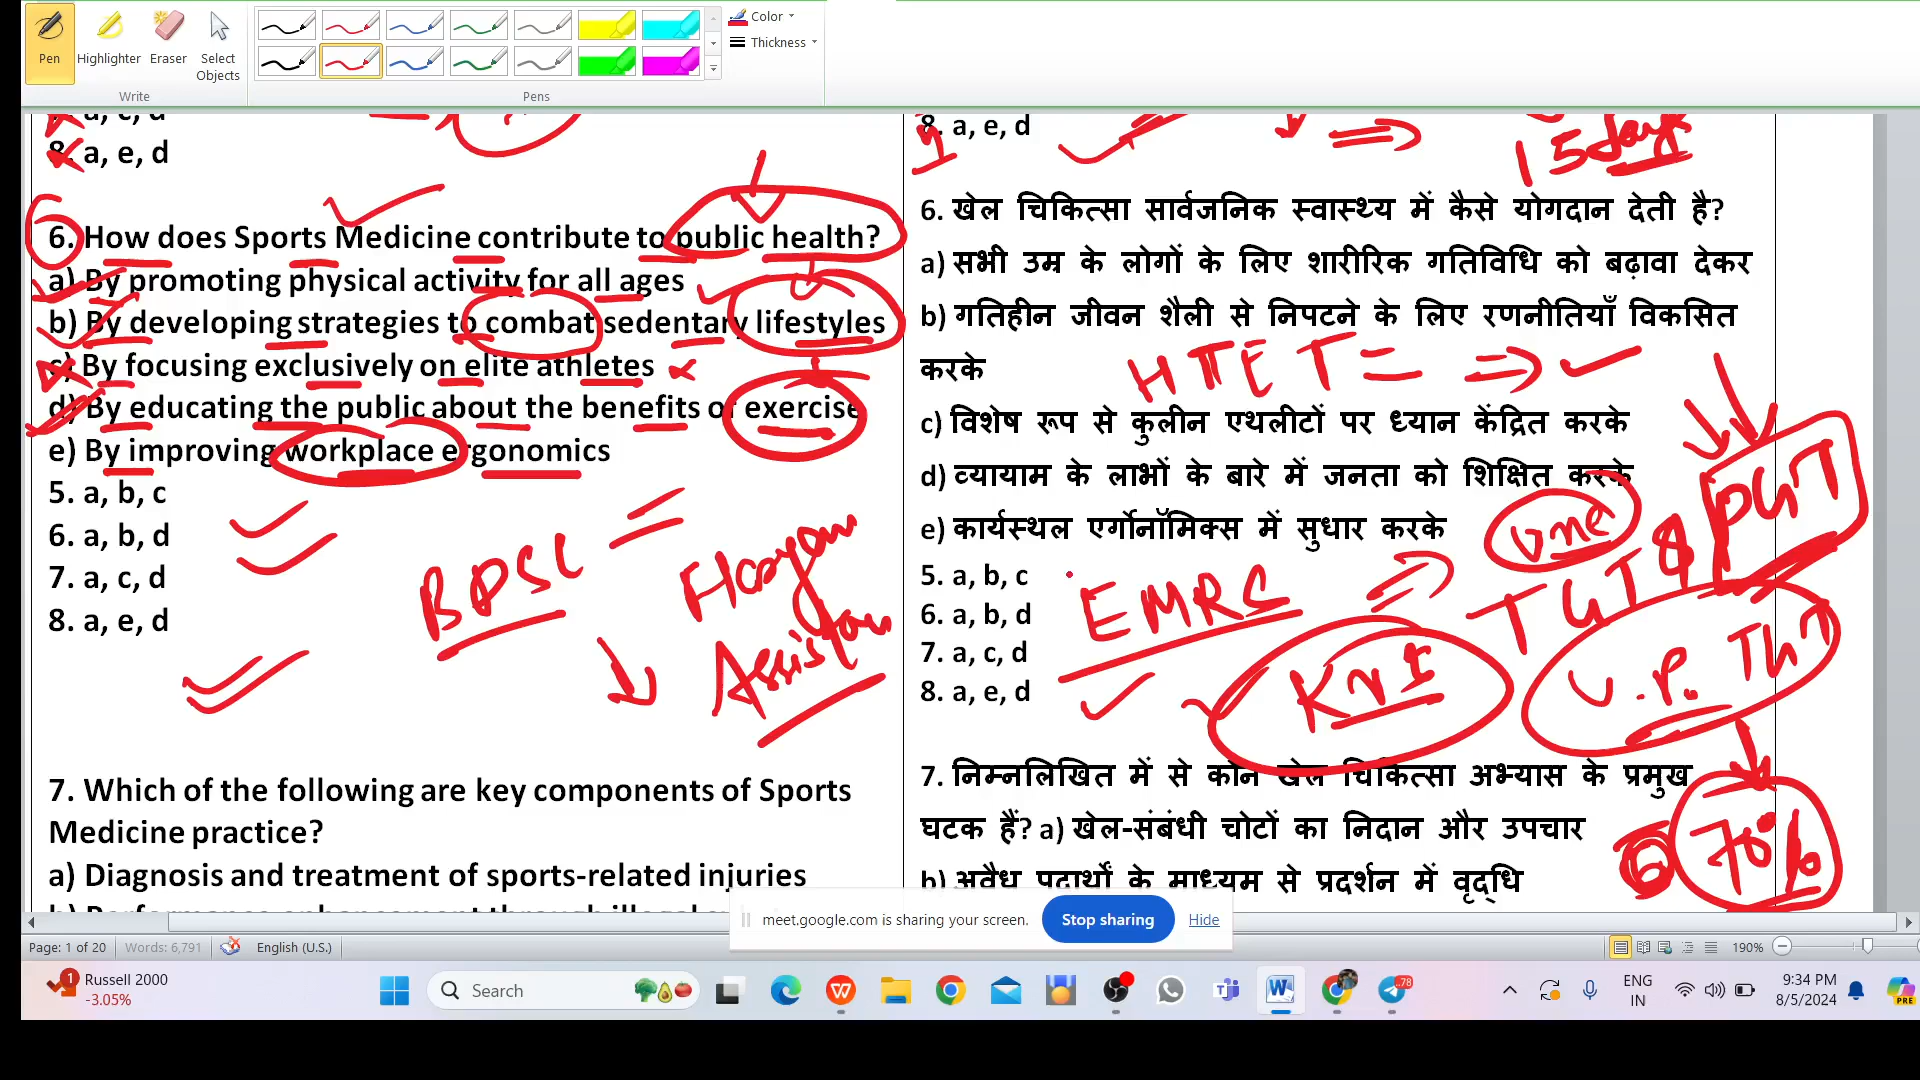 Pen
Highlighter
Eraser
Select
Objects
Color
Thickness
Write
Pens
8. a, e, d
6. How does Sports Medicine contribute to public health?
a) By promoting physical activity for all ages
b) By developing strategies to combat sedentary lifestyles
c) By focusing exclusively on elite athletes
d) By educating the public about the benefits of exercise
e) By improving workplace ergonomics
5. a, b, c
6. a, b, d
7. a, c, d
8. a, e, d
BPSC
Assistan
7. Which of the following are key components of Sports
Medicine practice?
a) Diagnosis and treatment of sports-related injuries
8. a, e, d
15 days
6. खेल चिकित्सा सार्वजनिक स्वास्थ्य में कैसे योगदान देती है?
a) सभी उम्र के लोगों के लिए शारीरिक गतिविधि को बढ़ावा देकर
b) गतिहीन जीवन शैली से निपटने के लिए रणनीतियाँ विकसित
करके
HTET
c) विशेष रूप से कुलीन एथलीटों पर ध्यान केंद्रित करके
d) व्यायाम के लाभों के बारे में जनता को शिक्षित करके
e) कार्यस्थल एर्गोनॉमिक्स में सुधार करके
PGT
5. a, b, c
6. a, b, d
7. a, c, d
8. a, e, d
EMRS
TGT &
U.P. TGT
7. निम्नलिखित में से कौन खेल चिकित्सा अभ्यास के प्रमुख
घटक हैं? a) खेल-संबंधी चोटों का निदान और उपचार
b) अवैध पदार्थों के माध्यम से प्रदर्शन में वृद्धि
70%
meet.google.com is sharing your screen.
Stop sharing
Hide
Page: 1 of 20
Words: 6,791
English (U.S.)
190%
1
Russell 2000
-3.05%
Search
78
ENG
IN
9:34 PM
8/5/2024
PRE